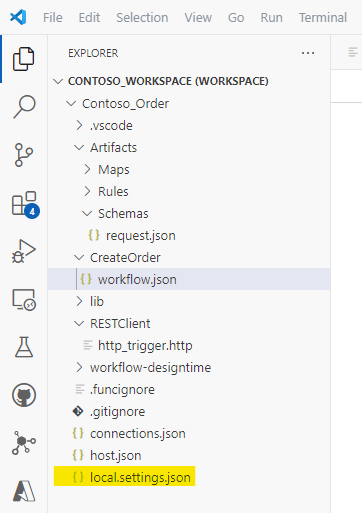 File Edit Selection View Go Run Terminal
EXPLORER
CONTOSO_WORKSPACE (WORKSPACE)
Contoso_Order
.vscode
Artifacts
Maps
Rules
Schemas
request.json
CreateOrder
workflow.json
lib
RESTClient
http_trigger.http
workflow-designtime
.funcignore
.gitignore
connections.json
host.json
local.settings.json
4